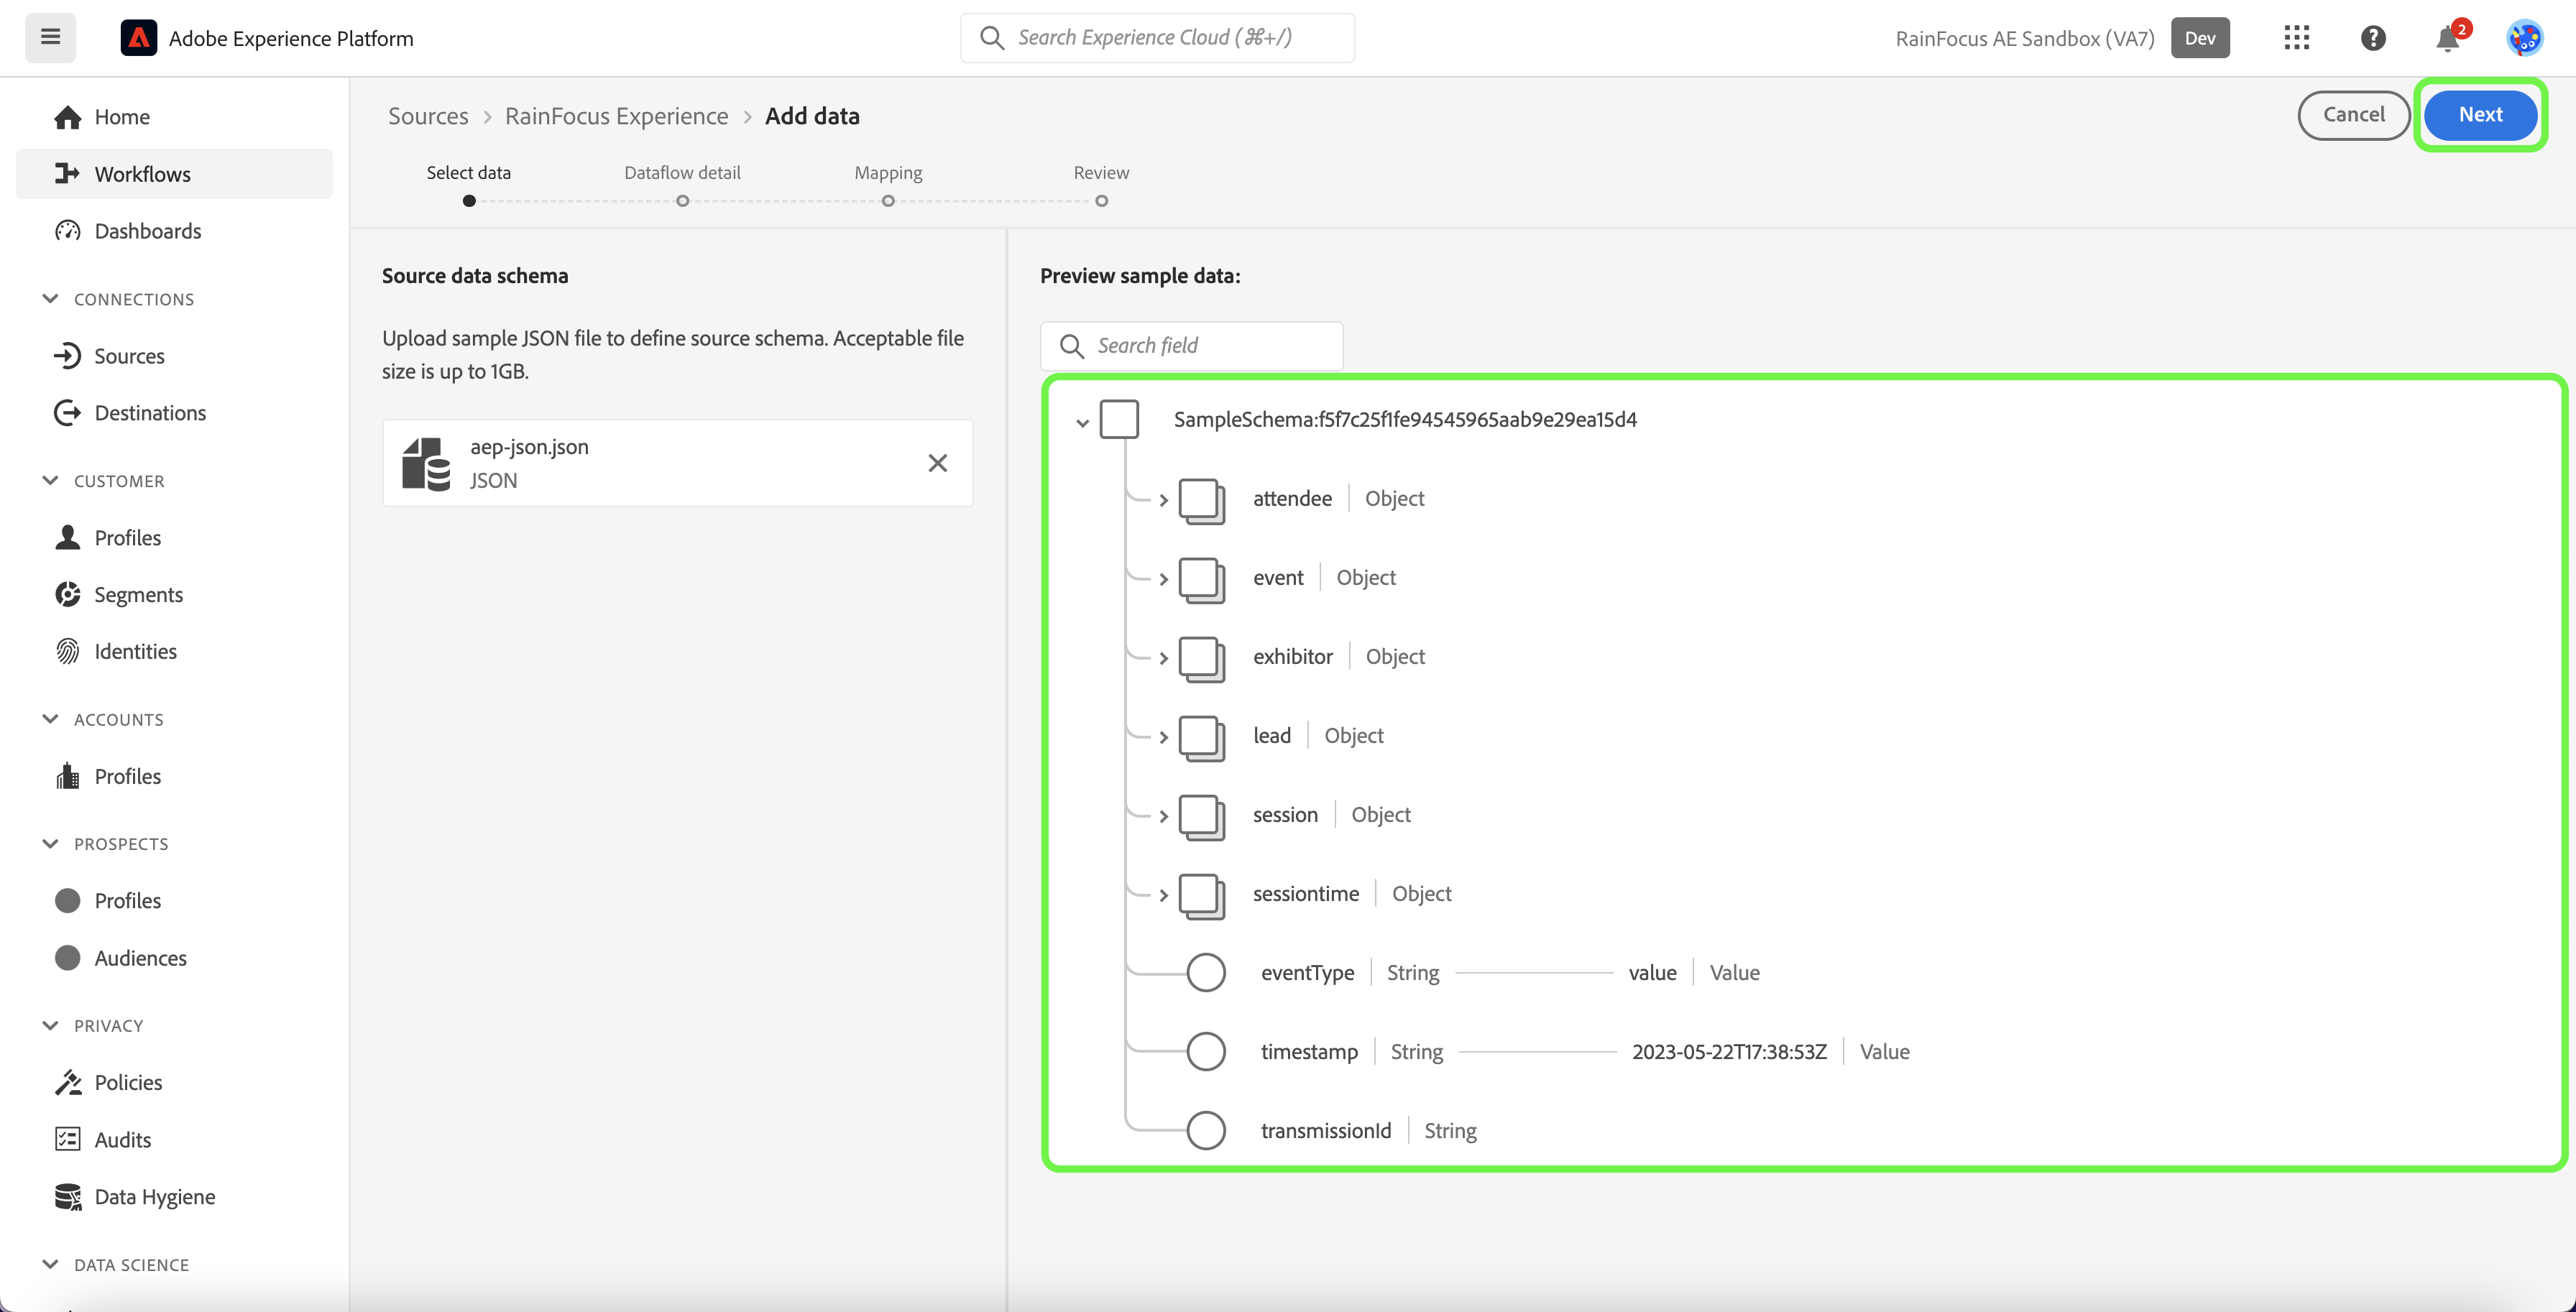 Adobe Experience Platform
Search Experience Cloud (⌘+/)
RainFocus AE Sandbox (VA7)
Dev
2
Home
Workflows
Dashboards
CONNECTIONS
Sources
Destinations
CUSTOMER
Profiles
Segments
Identities
ACCOUNTS
Profiles
PROSPECTS
Profiles
Audiences
PRIVACY
Policies
Audits
Data Hygiene
DATA SCIENCE
Sources > RainFocus Experience > Add data
Cancel
Next
Select data
Dataflow detail
Mapping
Review
Source data schema
Upload sample JSON file to define source schema. Acceptable file
size is up to 1GB.
aep-json.json
JSON
Preview sample data:
Search field
SampleSchema:f5f7c25f1fe94545965aab9e29ea15d4
attendee | Object
event | Object
exhibitor | Object
lead | Object
session | Object
sessiontime | Object
eventType | String value | Value
timestamp | String 2023-05-22T17:38:53Z | Value
transmissionId | String